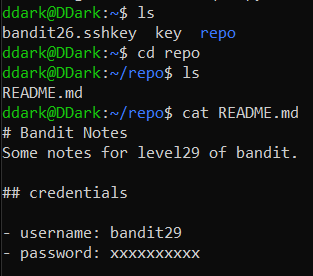 ddark@DDark:~$ ls
bandit26.sshkey  key  repo
ddark@DDark:~$ cd repo
ddark@DDark:~/repo$ ls
README.md
ddark@DDark:~/repo$ cat README.md
# Bandit Notes
Some notes for level29 of bandit.

## credentials

- username: bandit29
- password: xxxxxxxxxx